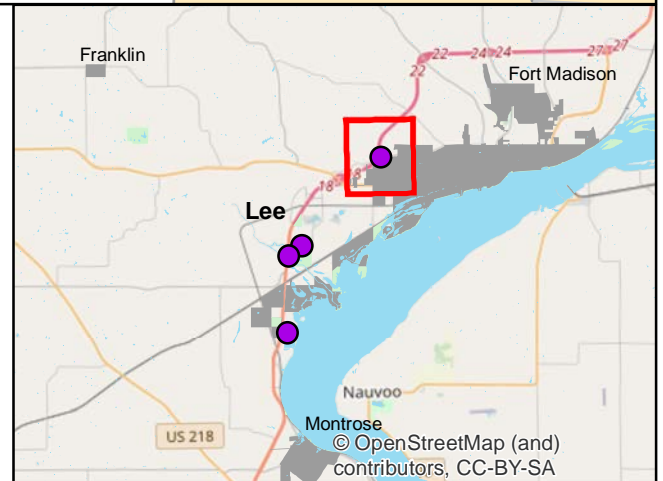 Franklin
22
24
24
27
27
22
Fort Madison
18
8
Lee
Nauvoo
Montrose
US 218
© OpenStreetMap (and)
contributors, CC-BY-SA